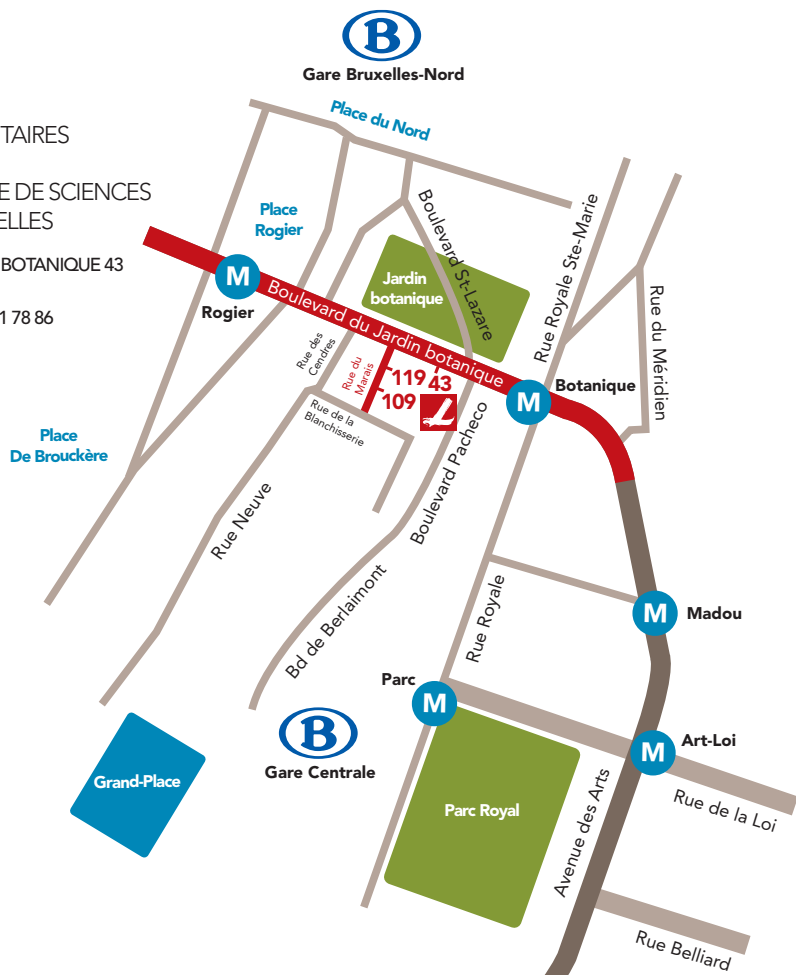 B
Gare Bruxelles-Nord
Place du Nord
TAIRES
E DE SCIENCES
ELLES
BOTANIQUE 43
1 78 86
Place
Rogier
Boulevard St-Lazare
Rue Royale Ste-Marie
Jardin
botanique
M
Rogier
Boulevard du Jardin botanique
Rue du Méridien
Rue des
Cendres
Rue du
Marais
119
43
109
M
Botanique
Rue de la
Blanchisserie
Boulevard Pacheco
Place
De Brouckère
Rue Neuve
Bd de Berlaimont
Rue Royale
M
Madou
Parc
M
B
Gare Centrale
M
Art-Loi
Grand-Place
Parc Royal
Avenue des Arts
Rue de la Loi
Rue Belliard